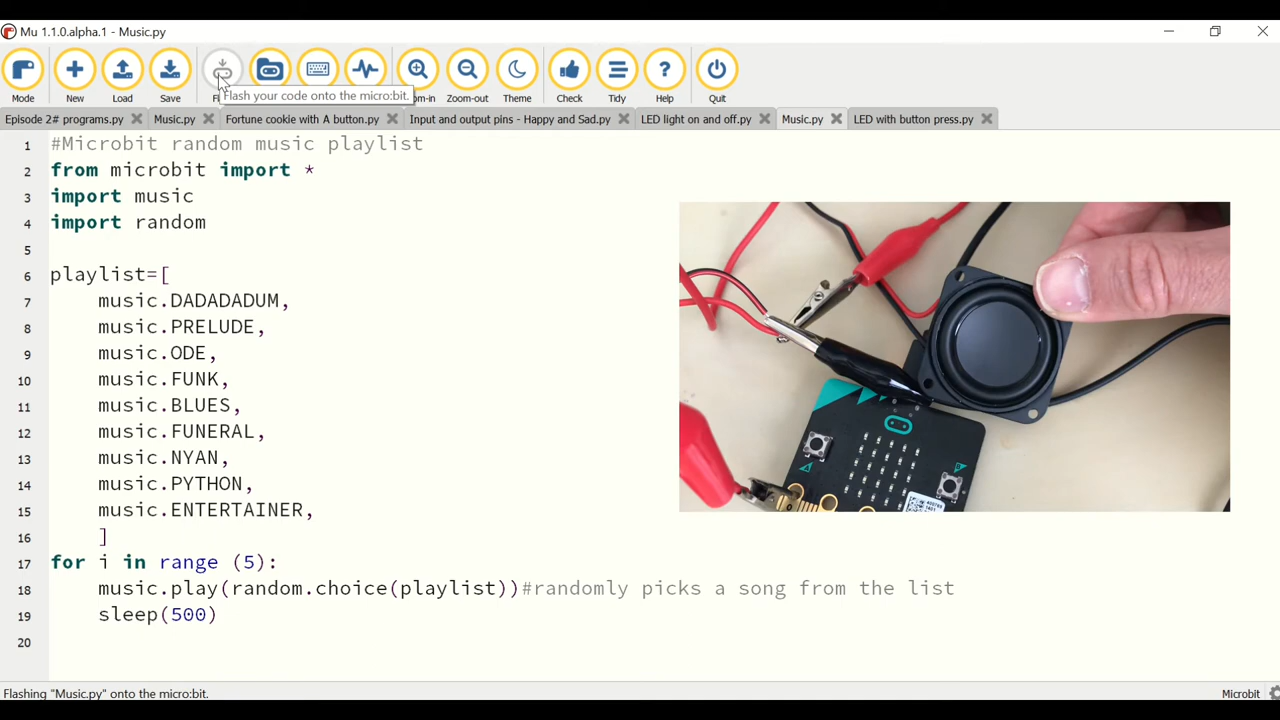 Mu 1.1.0.alpha.1 - Music.py
Mode New Load Save Zoom-out Theme Check Tidy Help Quit
Flash your code onto the micro:bit.
Episode 2# programs.py Music.py Fortune cookie with A button.py Input and output pins - Happy and Sad.py LED light on and off.py Music.py LED with button press.py
1 #Microbit random music playlist
2 from microbit import *
3 import music
4 import random
5
6 playlist=[
7 music.DADADADUM,
8 music.PRELUDE,
9 music.ODE,
10 music.FUNK,
11 music.BLUES,
12 music.FUNERAL,
13 music.NYAN,
14 music.PYTHON,
15 music.ENTERTAINER,
16 ]
17 for i in range (5):
18 music.play(random.choice(playlist))#randomly picks a song from the list
19 sleep(500)
20
Flashing "Music.py" onto the micro:bit. Microbit